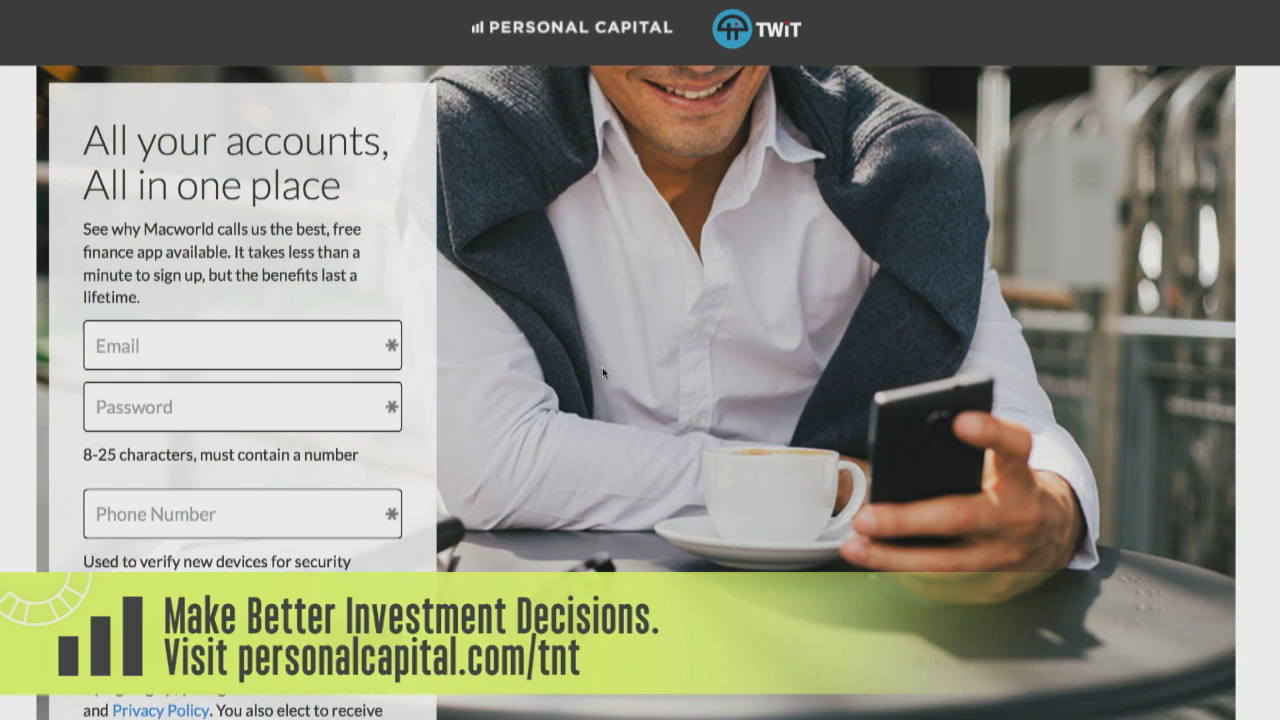 PERSONAL CAPITAL TWiT
All your accounts,
All in one place
See why Macworld calls us the best, free
finance app available. It takes less than a
minute to sign up, but the benefits last a
lifetime.
Email *
Password *
8-25 characters, must contain a number
Phone Number *
Used to verify new devices for security
Make Better Investment Decisions.
Visit personalcapital.com/tnt
and Privacy Policy. You also elect to receive